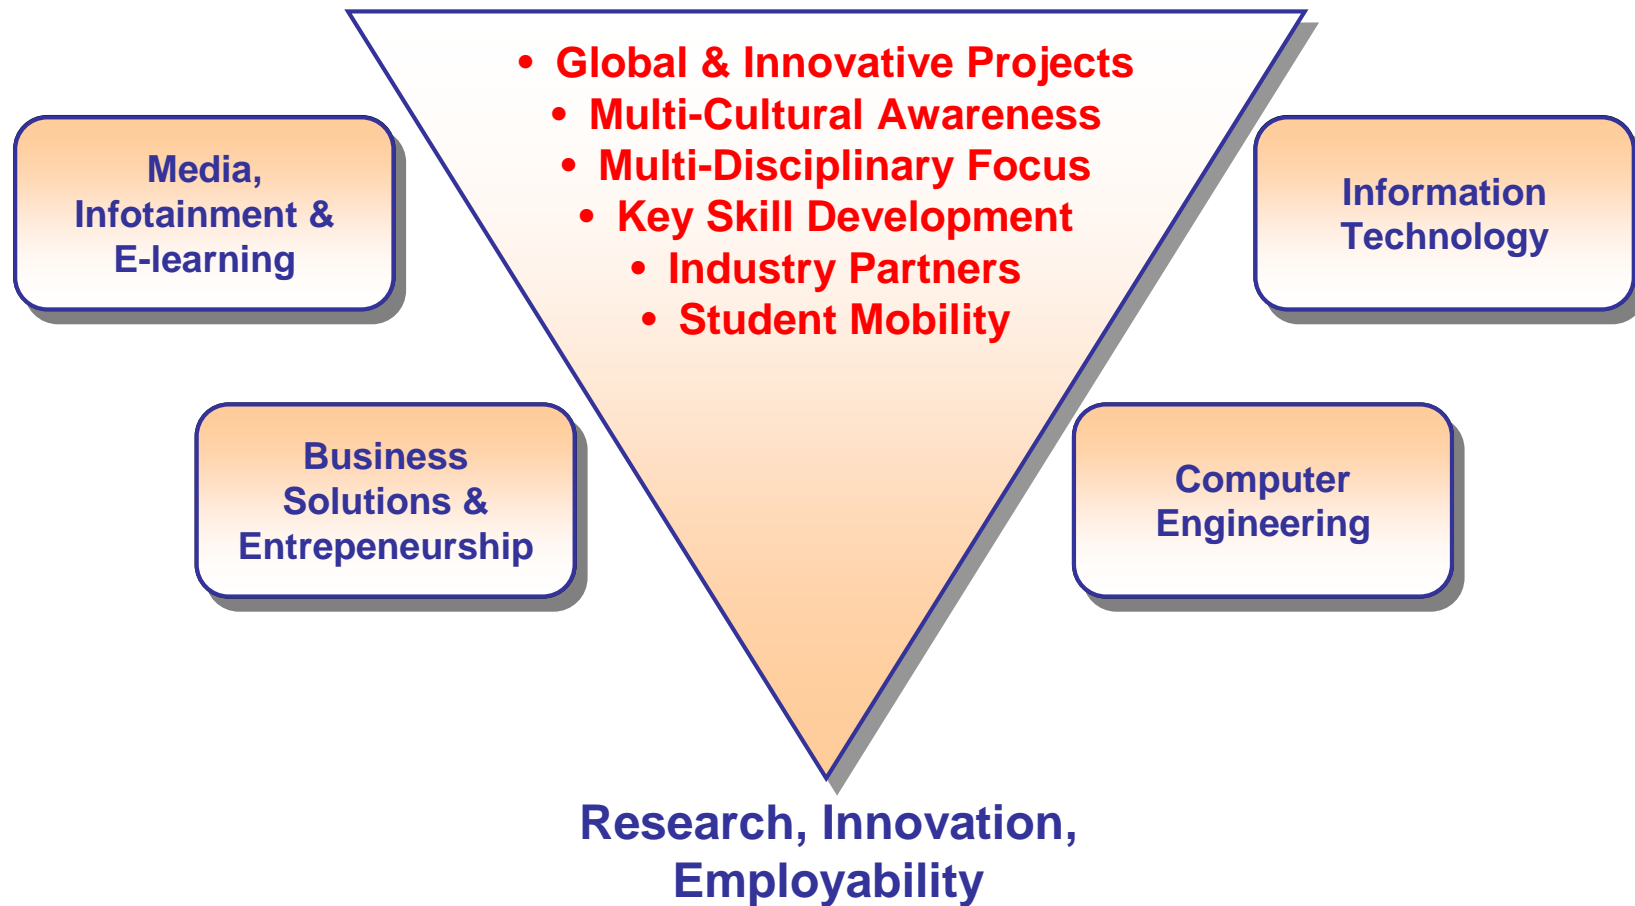 • Global & Innovative Projects
• Multi-Cultural Awareness
• Multi-Disciplinary Focus
• Key Skill Development
• Industry Partners
• Student Mobility
Media,
Infotainment &
E-learning
Information
Technology
Business
Solutions &
Entrepeneurship
Computer
Engineering
Research, Innovation,
Employability